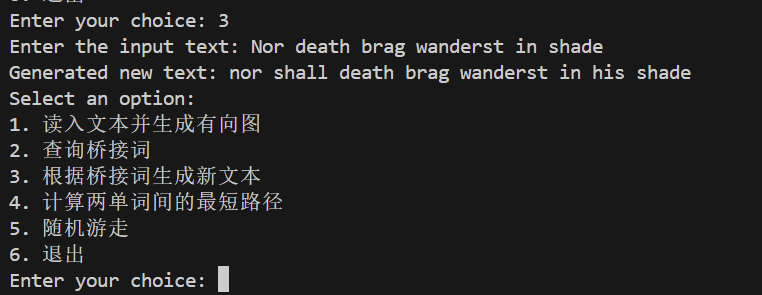 Enter your choice: 3
Enter the input text: Nor death brag wanderst in shade
Generated new text: nor shall death brag wanderst in his shade
Select an option:
1. 读入文本并生成有向图
2. 查询桥接词
3. 根据桥接词生成新文本
4. 计算两单词间的最短路径
5. 随机游走
6. 退出
Enter your choice: